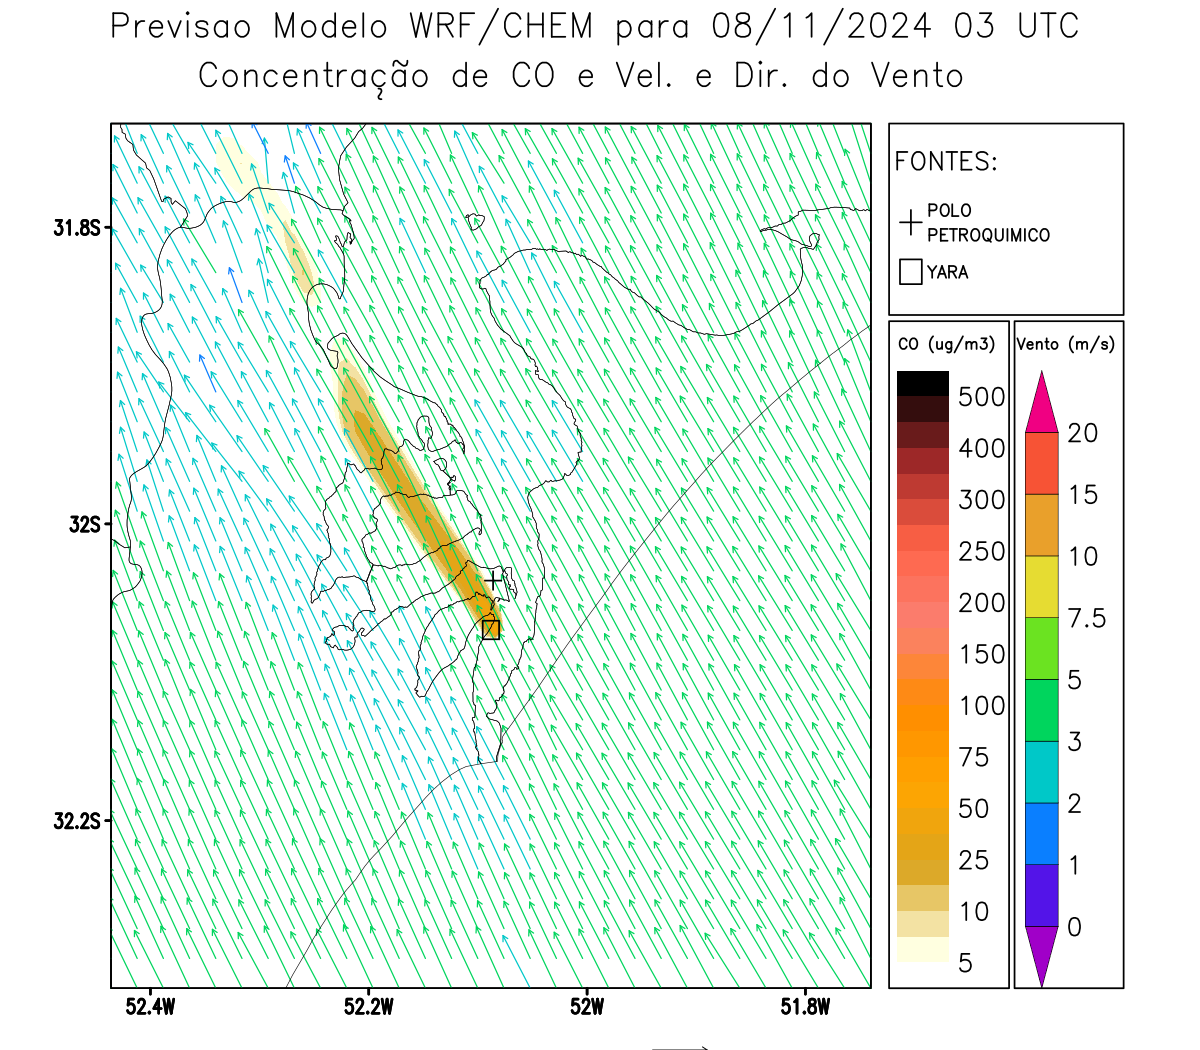 Previsao Modelo WRF/CHEM para 08/11/2024 03 UTC
Concentração de CO e Vel. e Dir. do Vento
FONTES:
POLO
PETROQUIMICO
YARA
31.8S
32S
32.2S
52.4W
52.2W
52W
51.8W
CO (ug/m3)
500
400
300
250
200
150
100
75
50
25
10
5
Vento (m/s)
20
15
10
7.5
5
3
2
1
0